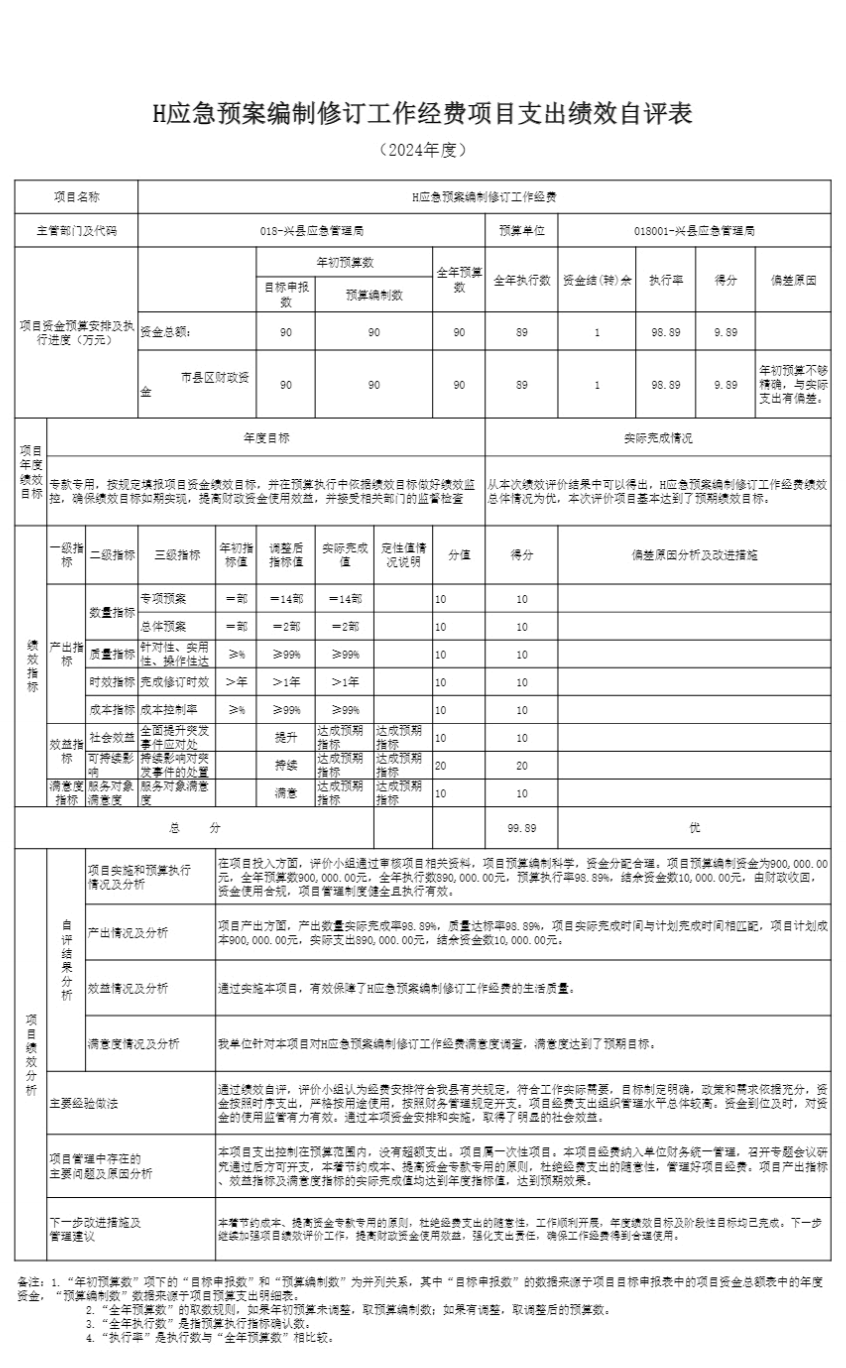 H应急预案编制修订工作经费项目支出绩效自评表
（2024年度）
项目名称
H应急预案编制修订工作经费
主管部门及代码
018-兴县应急管理局
预算单位
018001-兴县应急管理局
项目资金预算安排及执
行进度（万元）
年初预算数
目标申报
数
预算编制数
全年预算
数
全年执行数
资金结(转)余
执行率
得分
偏差原因
资金总额：
90
90
90
89
1
98.89
9.89
市县区财政资
金
90
90
90
89
1
98.89
9.89
年初预算不够
精确，与实际
支出有偏差。
项目
年度
绩效
目标
年度目标
实际完成情况
专款专用，按规定填报项目资金绩效目标，并在预算执行中依据绩效目标做好绩效监
控，确保绩效目标如期实现，提高财政资金使用效益，并接受相关部门的监督检查
从本次绩效评价结果中可以得出，H应急预案编制修订工作经费绩效
总体情况为优，本次评价项目基本达到了预期绩效目标。
绩
效
指
标
一级指
标
二级指标
三级指标
年初指
标值
调整后
指标值
实际完成
值
定性值情
况说明
分值
得分
偏差原因分析及改进措施
产出指
标
数量指标
专项预案
＝部
＝14部
＝14部
10
10
总体预案
＝部
＝2部
＝2部
10
10
质量指标
针对性、实用
性、操作性达
≥%
≥99%
≥99%
10
10
时效指标
完成修订时效
＞年
＞1年
＞1年
10
10
成本指标
成本控制率
≥%
≥99%
≥99%
10
10
效益指
标
社会效益
全面提升突发
事件应对处
提升
达成预期
指标
达成预期
指标
10
10
可持续影
响
持续影响对突
发事件的处置
持续
达成预期
指标
达成预期
指标
20
20
满意度
指标
服务对象
满意度
服务对象满意
度
满意
达成预期
指标
达成预期
指标
10
10
总 分
99.89
优
项
目
绩
效
分
析
自
评
结
果
分
析
项目实施和预算执行
情况及分析
在项目投入方面，评价小组通过审核项目相关资料，项目预算编制科学，资金分配合理。项目预算编制资金为900,000.00
元，全年预算数900,000.00元，全年执行数890,000.00元，预算执行率98.89%，结余资金数10,000.00元，由财政收回，
资金使用合规，项目管理制度健全且执行有效。
产出情况及分析
项目产出方面，产出数量实际完成率98.89%，质量达标率98.89%，项目实际完成时间与计划完成时间相匹配，项目计划成
本900,000.00元，实际支出890,000.00元，结余资金数10,000.00元。
效益情况及分析
通过实施本项目，有效保障了H应急预案编制修订工作经费的生活质量。
满意度情况及分析
我单位针对本项目对H应急预案编制修订工作经费满意度调查，满意度达到了预期目标。
主要经验做法
通过绩效自评，评价小组认为经费安排符合我县有关规定，符合工作实际需要，目标制定明确，政策和需求依据充分，资
金按照时序支出，严格按用途使用，按照财务管理规定开支。项目经费支出组织管理水平总体较高。资金到位及时，对资
金的使用监管有力有效。通过本项资金安排和实施，取得了明显的社会效益。
项目管理中存在的
主要问题及原因分析
本项目支出控制在预算范围内，没有超额支出。项目属一次性项目。本项目经费纳入单位财务统一管理，召开专题会议研
究通过后方可开支，本着节约成本、提高资金专款专用的原则，杜绝经费支出的随意性，管理好项目经费。项目产出指标
、效益指标及满意度指标的实际完成值均达到年度指标值，达到预期效果。
下一步改进措施及
管理建议
本着节约成本、提高资金专款专用的原则，杜绝经费支出的随意性，工作顺利开展，年度绩效目标及阶段性目标均已完成。下一步
继续加强项目绩效评价工作，提高财政资金使用效益，强化支出责任，确保工作经费得到合理使用。
备注：1.“年初预算数”项下的“目标申报数”和“预算编制数”为并列关系，其中“目标申报数”的数据来源于项目目标申报表中的项目资金总额表中的年度
资金，“预算编制数”数据来源于项目预算支出明细表。
2.“全年预算数”的取数规则，如果年初预算未调整，取预算编制数；如果有调整，取调整后的预算数。
3.“全年执行数”是指预算执行指标确认数。
4.“执行率”是执行数与“全年预算数”相比较。